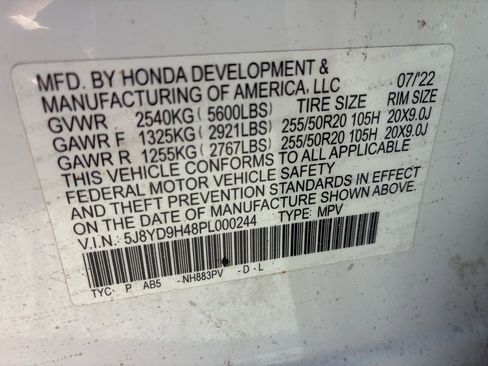 MFD. BY HONDA DEVELOPMENT &
MANUFACTURING OF AMERICA, LLC 07/'22
GVWR 2540KG (5600LBS) TIRE SIZE RIM SIZE
GAWR F 1325KG (2921LBS) 255/50R20 105H 20X9.0J
GAWR R 1255KG (2767LBS) 255/50R20 105H 20X9.0J
THIS VEHICLE CONFORMS TO ALL APPLICABLE
FEDERAL MOTOR VEHICLE SAFETY
STANDARDS IN EFFECT
ON THE DATE OF MANUFACTURE SHOWN ABOVE.
V.I.N.: 5J8YD9H48PL000244 TYPE: MPV
TYC: P AB5 -NH883PV - D - L